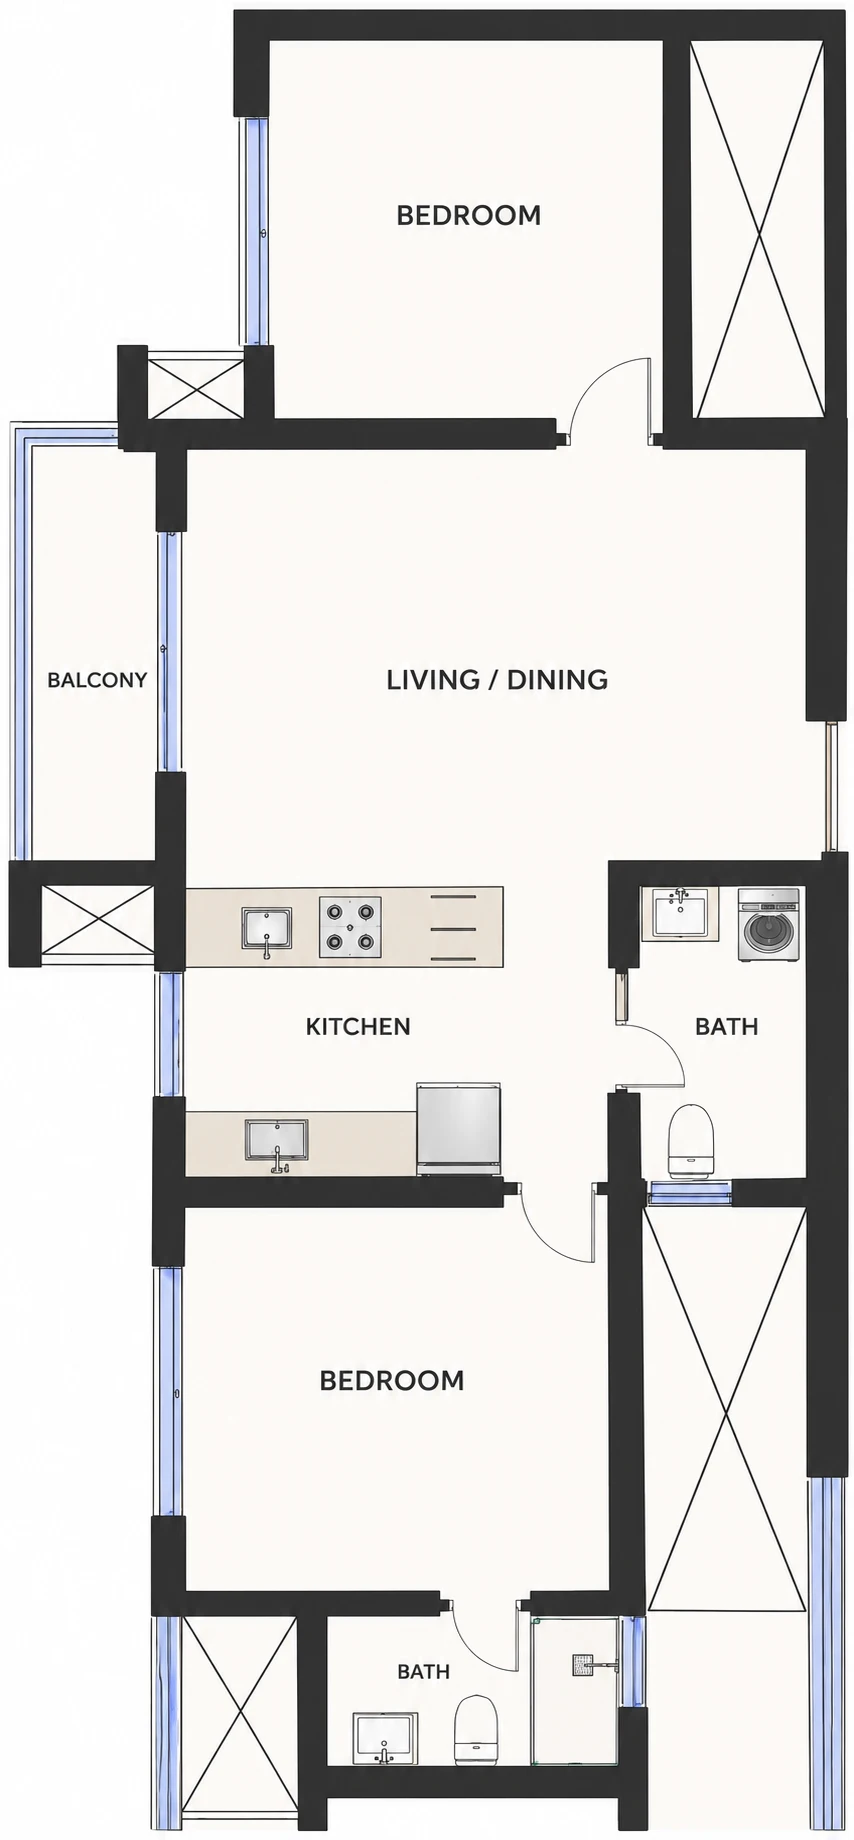 BEDROOM
BALCONY
LIVING / DINING
KITCHEN
BATH
BEDROOM
BATH